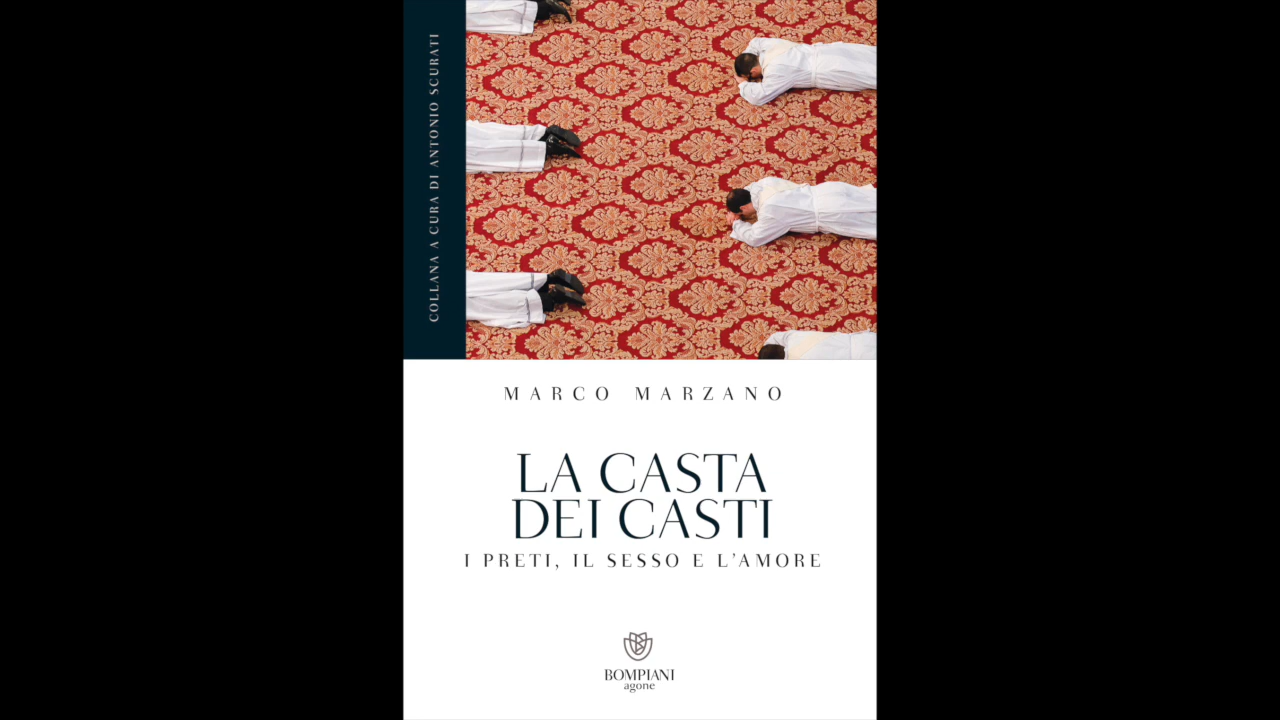 COLLANA A CURA DI ANTONIO SCURATI
MARCO MARZANO
LA CASTA
DEI CASTI
I PRETI, IL SESSO E L'AMORE
BOMPIANI
agone